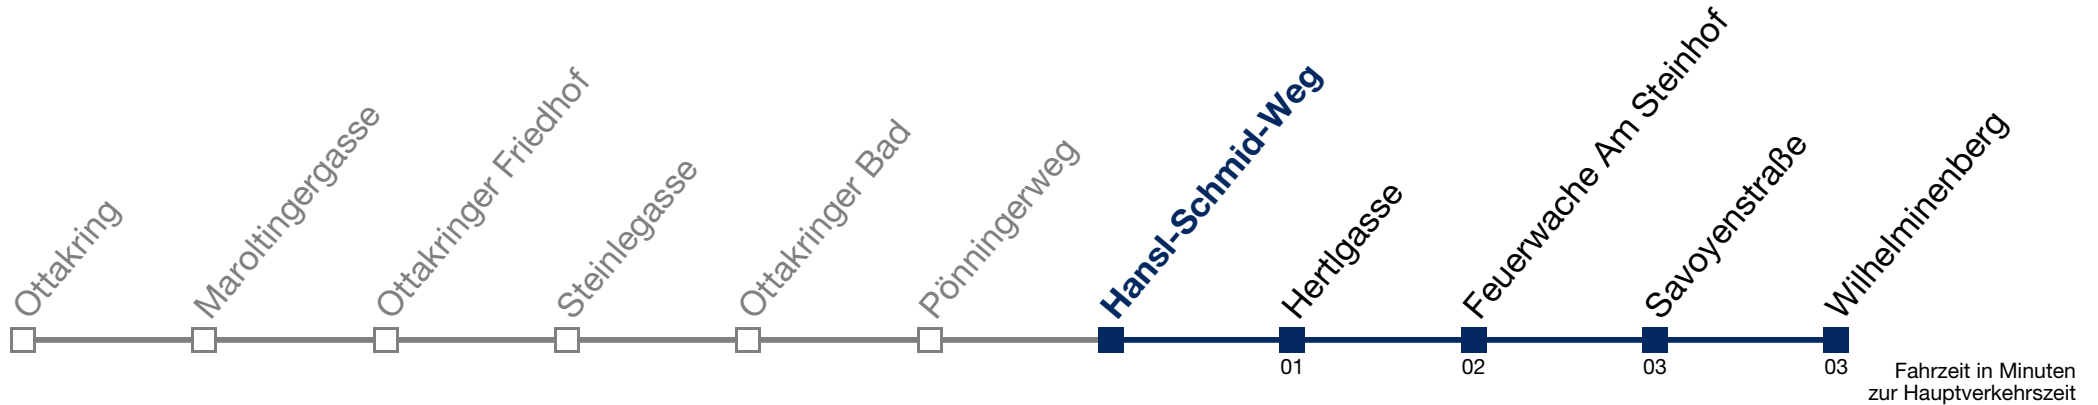 Ottakring
Maroltingergasse
Ottakringer Friedhof
Steinlegasse
Ottakringer Bad
Pönningerweg
Hansl-Schmid-Weg
Hertlgasse
Feuerwache Am Steinhof
Savoyenstraße
Wilhelminenberg
01
02
03
03
Fahrzeit in Minuten
zur Hauptverkehrszeit